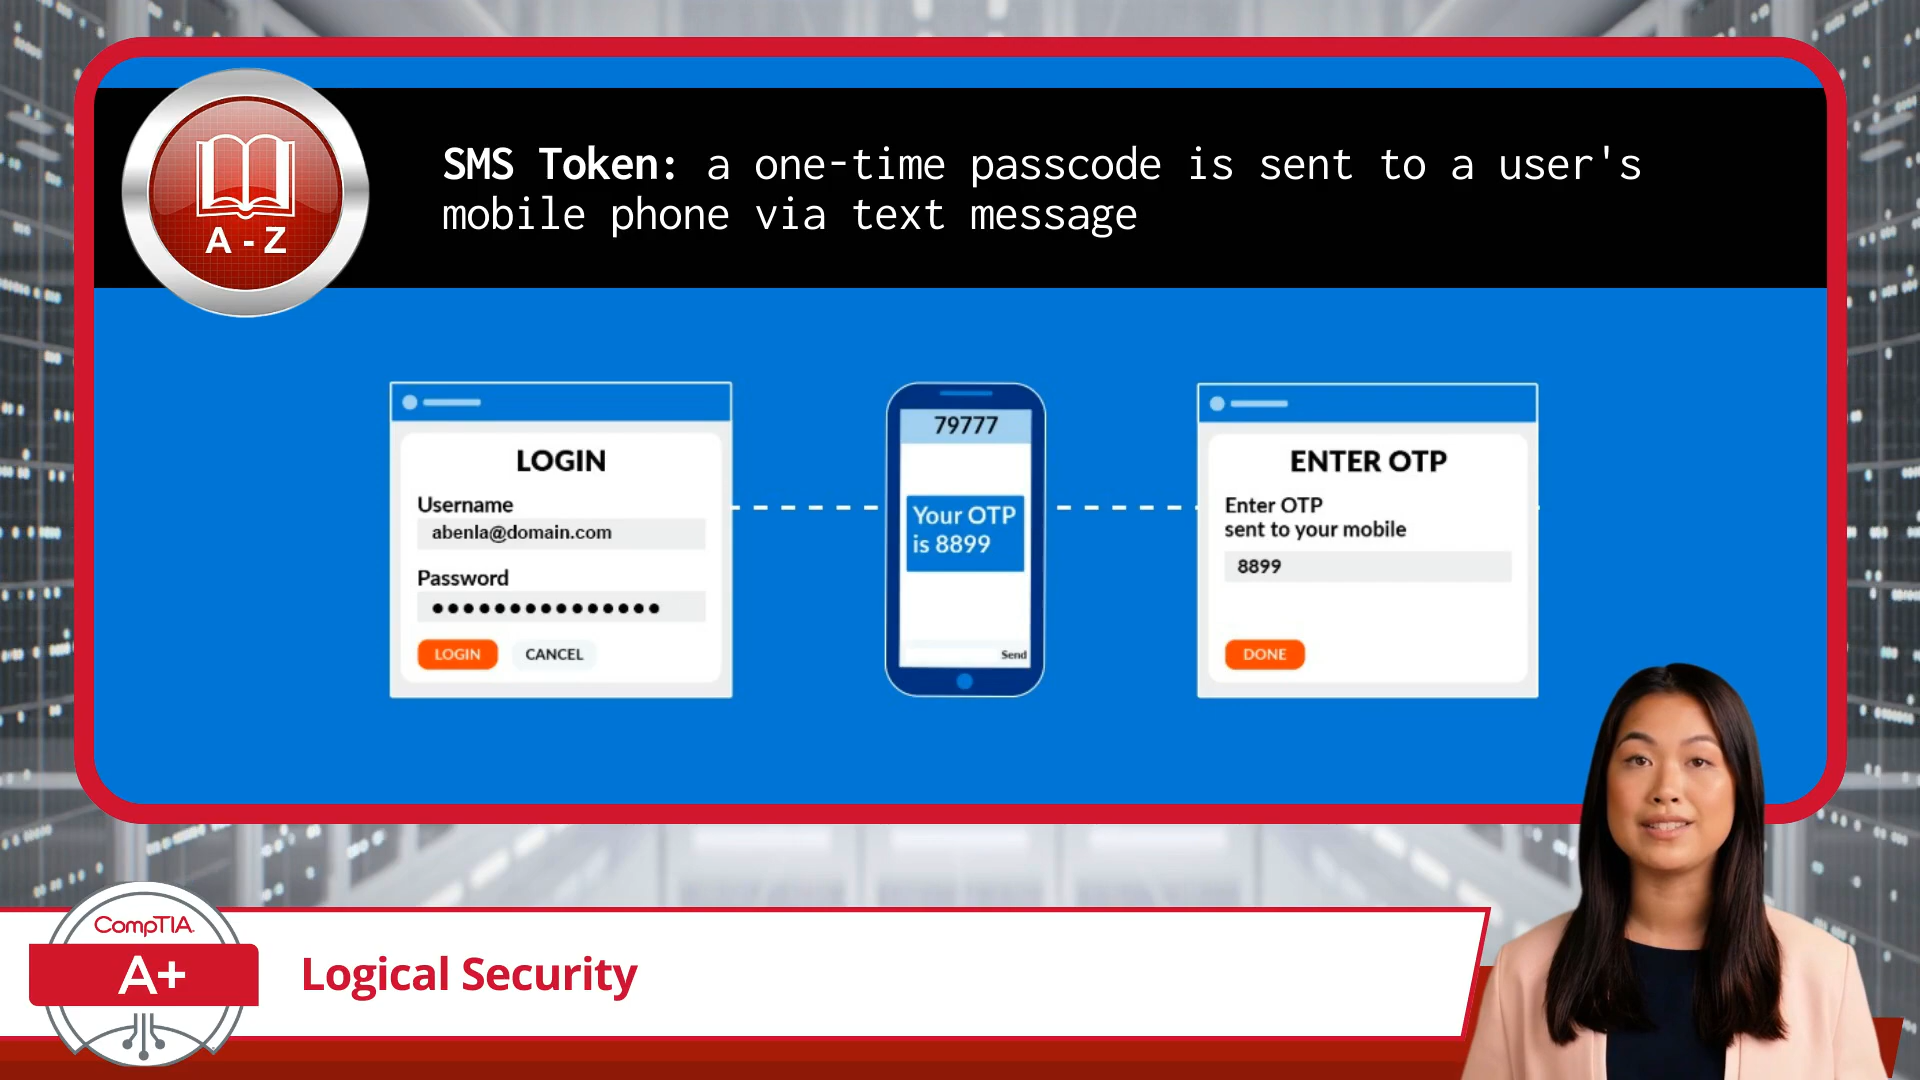 SMS Token: a one-time passcode is sent to a user's
mobile phone via text message
A - Z
LOGIN
Username
abenla@domain.com
Password
LOGIN
CANCEL
79777
Your OTP
is 8899
Send
ENTER OTP
Enter OTP
sent to your mobile
8899
DONE
CompTIA.
A+
Logical Security